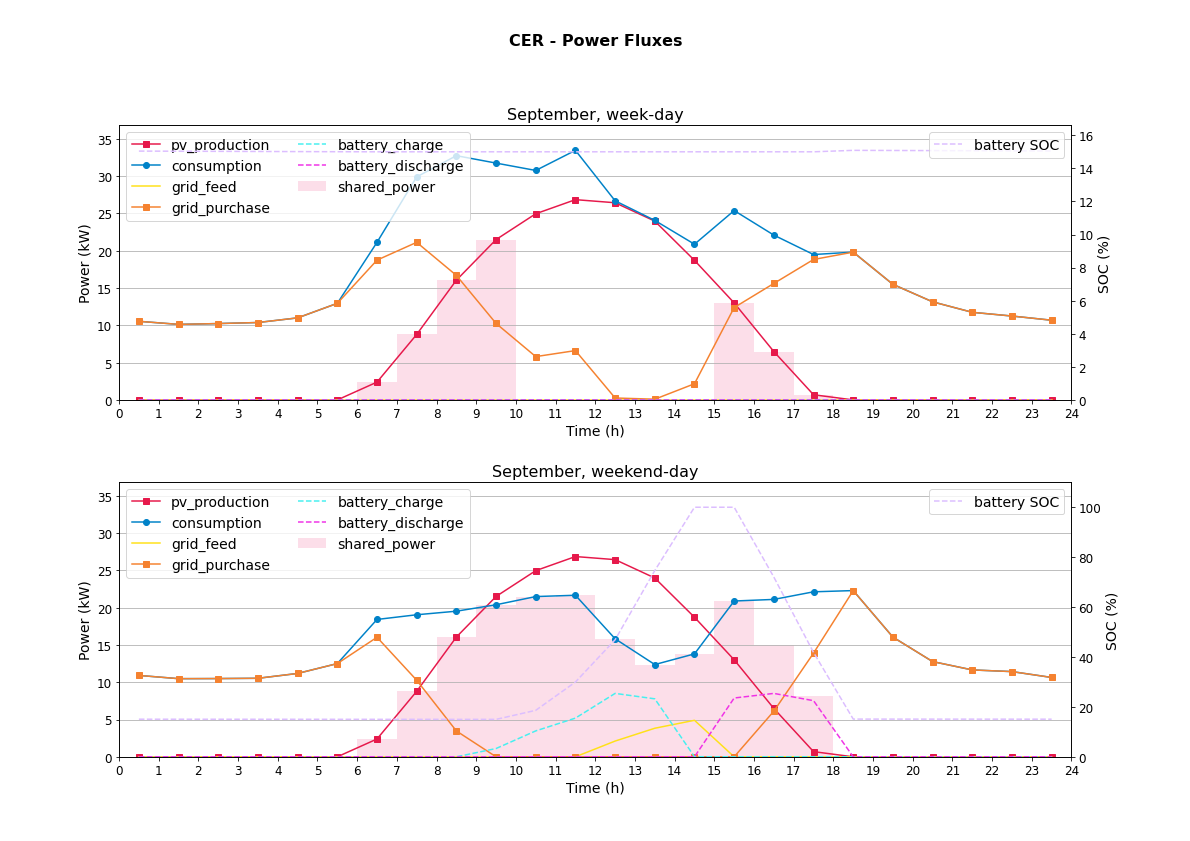 CER - Power Fluxes
September, week-day
pv_production
consumption
grid_feed
grid_purchase
battery_charge
battery_discharge
shared_power
battery SOC
Power (kW)
0
5
10
15
20
25
30
35
SOC (%)
0
2
4
6
8
10
12
14
16
0 1 2 3 4 5 6 7 8 9 10 11 12 13 14 15 16 17 18 19 20 21 22 23 24
Time (h)
September, weekend-day
pv_production
consumption
grid_feed
grid_purchase
battery_charge
battery_discharge
shared_power
battery SOC
Power (kW)
0
5
10
15
20
25
30
35
SOC (%)
0
20
40
60
80
100
0 1 2 3 4 5 6 7 8 9 10 11 12 13 14 15 16 17 18 19 20 21 22 23 24
Time (h)